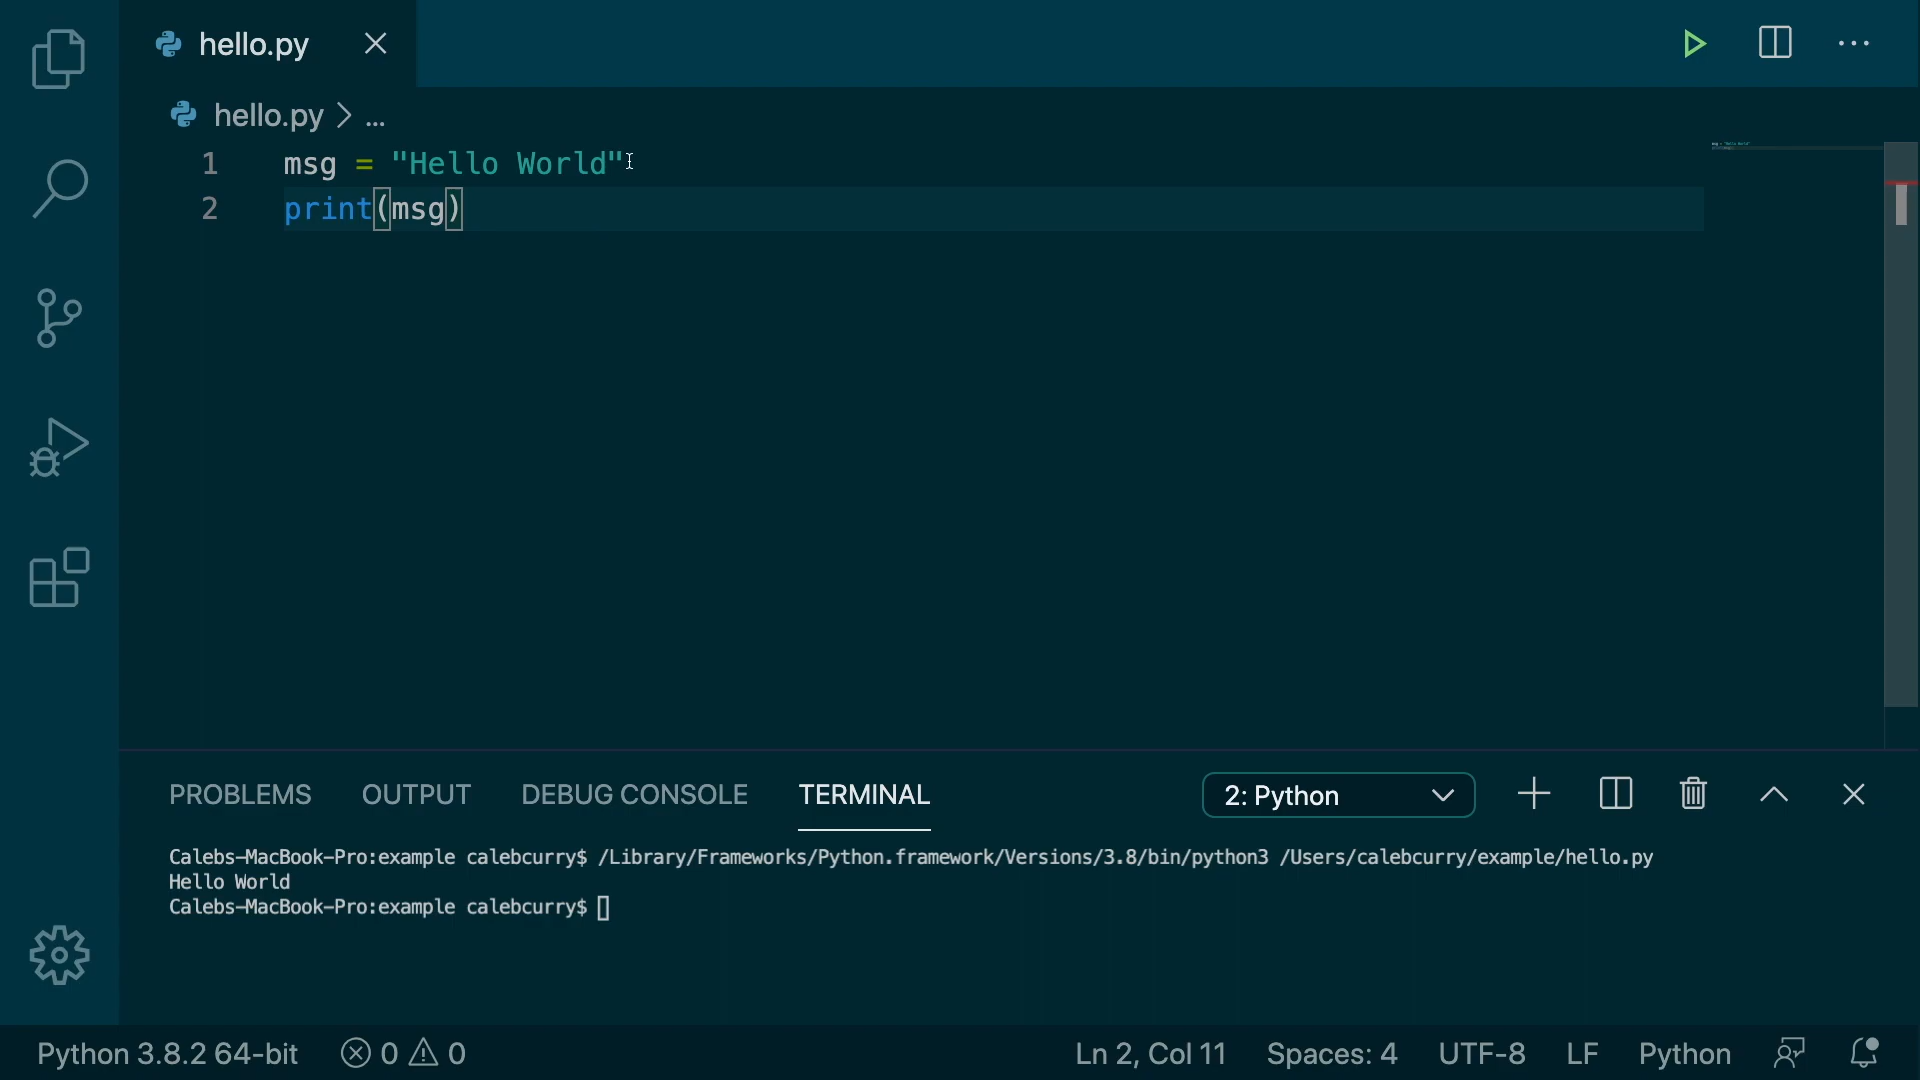 hello.py
hello.py > ...
1 msg = "Hello World"
2 print(msg)
PROBLEMS OUTPUT DEBUG CONSOLE TERMINAL 2: Python
Calebs-MacBook-Pro:example calebcurry$ /Library/Frameworks/Python.framework/Versions/3.8/bin/python3 /Users/calebcurry/example/hello.py
Hello World
Calebs-MacBook-Pro:example calebcurry$
Python 3.8.2 64-bit 0 0 Ln 2, Col 11 Spaces: 4 UTF-8 LF Python